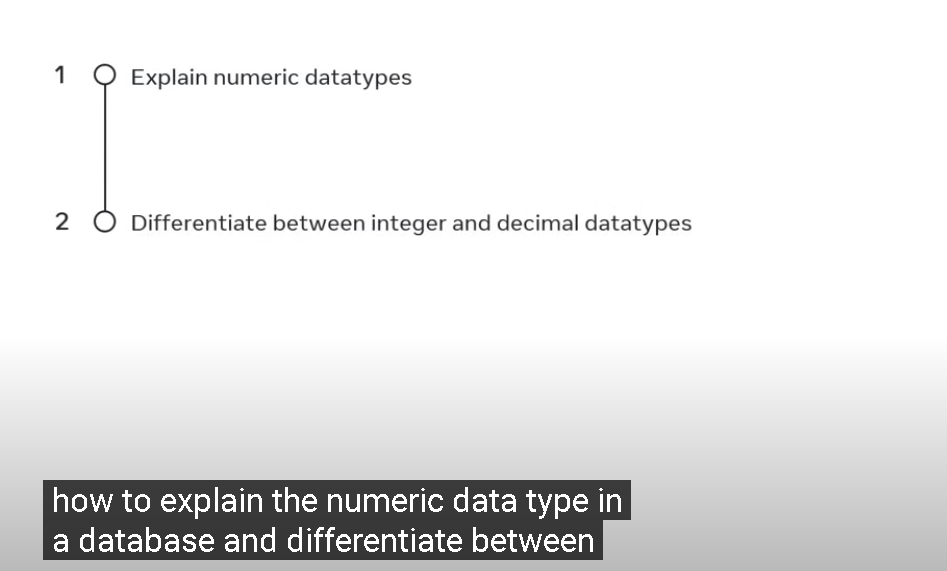 1 Explain numeric datatypes
2 Differentiate between integer and decimal datatypes
how to explain the numeric data type in
a database and differentiate between